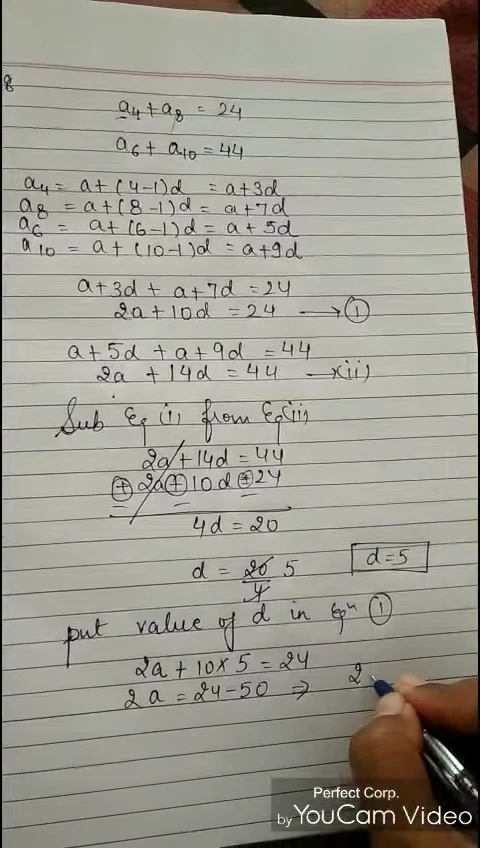 8
a₄ + a₈ = 24
a₆ + a₁₀ = 44
a₄ = a + (4-1)d = a+3d
a₈ = a + (8-1)d = a+7d
a₆ = a + (6-1)d = a + 5d
a₁₀ = a + (10-1)d = a+9d
a+3d + a+7d = 24
2a + 10d = 24 → ①
a + 5d + a + 9d = 44
2a + 14d = 44 → (ii)
Sub Eq (i) from Eq(ii)
2a + 14d = 44
+ 2a + 10d + 24
− − −
4d = 20
d = 20/4 5 d = 5
put value of d in Eqⁿ ①
2a + 10 × 5 = 24
2a = 24 - 50 ⇒ 2
Perfect Corp.
by YouCam Video